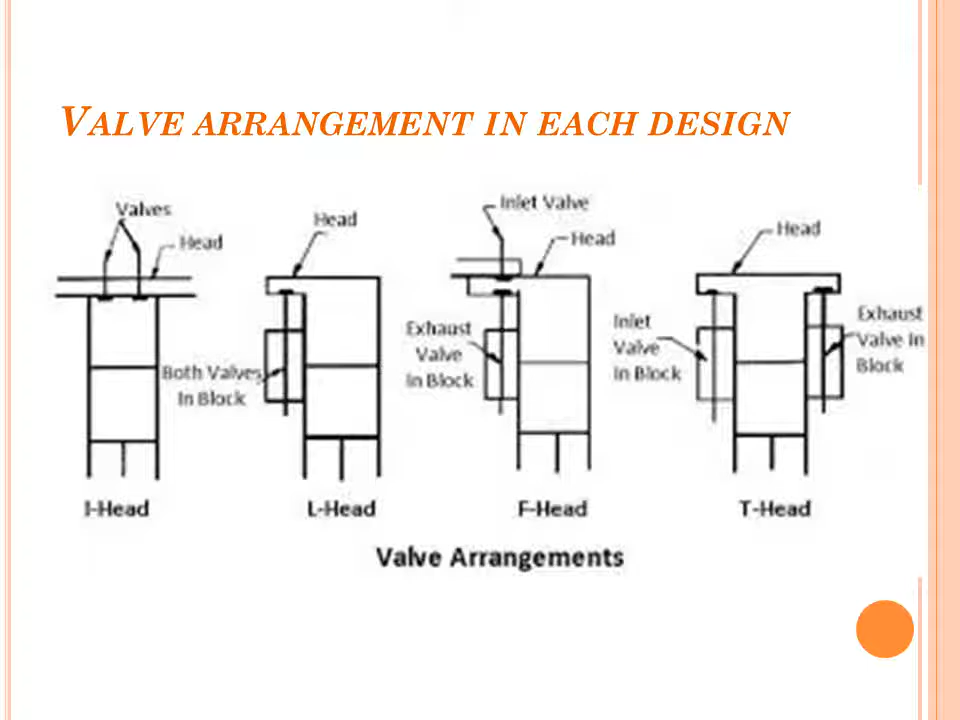 VALVE ARRANGEMENT IN EACH DESIGN
Valves
Head
I-Head
Head
Both Valves
In Block
L-Head
Inlet Valve
Head
Exhaust
Valve
In Block
F-Head
Head
Inlet
Valve
In Block
Exhaust
Valve In
Block
T-Head
Valve Arrangements